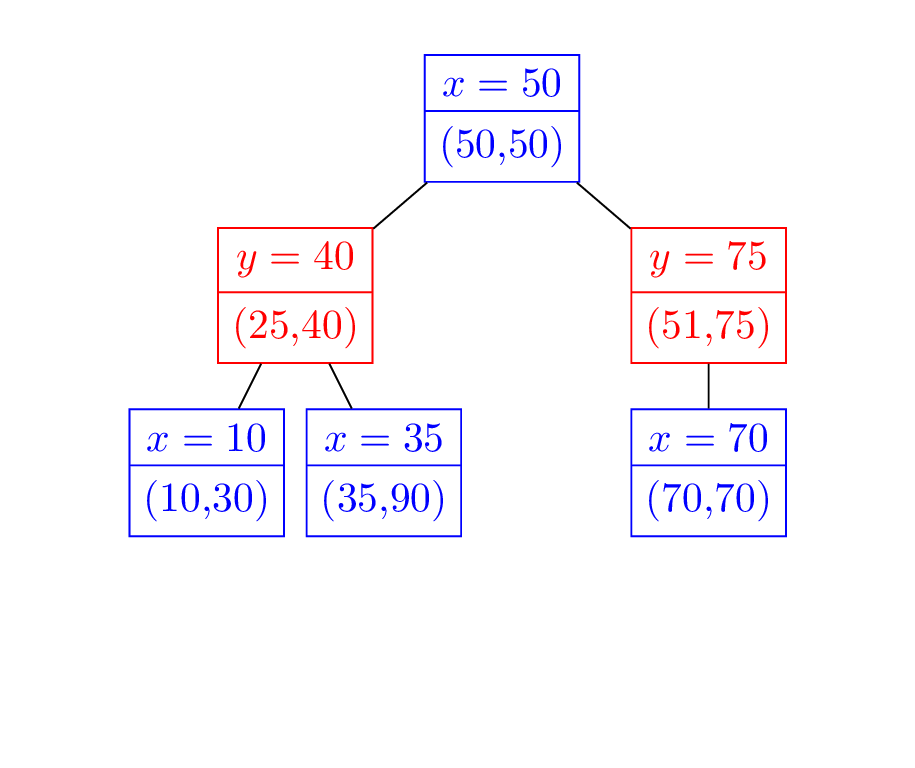 x = 50
(50,50)
y = 40
(25,40)
y = 75
(51,75)
x = 10
(10,30)
x = 35
(35,90)
x = 70
(70,70)